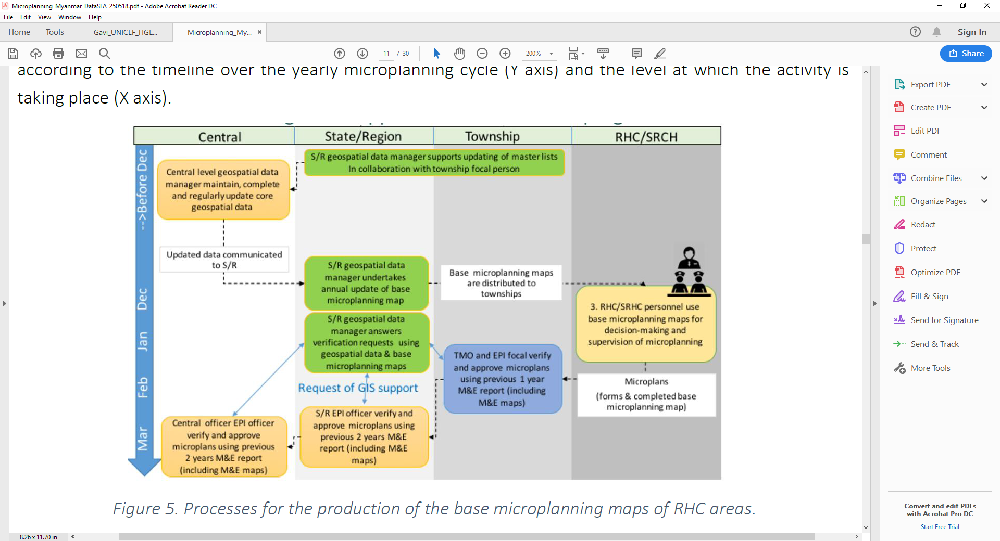 Microplanning_Myanmar_DataSFA_250518.pdf - Adobe Acrobat Reader DC
File Edit View Window Help
Home Tools Gavi_UNICEF_HGL... Microplanning_My...
Sign In
11 / 30
200%
Share
according to the timeline over the yearly microplanning cycle (Y axis) and the level at which the activity is
taking place (X axis).
Central State/Region Township RHC/SRCH
-->Before Dec
Dec
Jan
Feb
Mar
S/R geospatial data manager supports updating of master lists
In collaboration with township focal person
Central level geospatial data
manager maintain, complete
and regularly update core
geospatial data
Updated data communicated
to S/R
S/R geospatial data
manager undertakes
annual update of base
microplanning map
Base microplanning maps
are distributed to
townships
3. RHC/SRHC personnel use
base microplanning maps for
decision-making and
supervision of microplanning
S/R geospatial data
manager answers
verification requests using
geospatial data & base
microplanning maps
TMO and EPI focal verify
and approve microplans
using previous 1 year
M&E report (including
M&E maps)
Microplans
(forms & completed base
microplanning map)
Request of GIS support
S/R EPI officer verify and
approve microplans using
previous 2 years M&E
report (including M&E
maps)
Central officer EPI officer
verify and approve
microplans using previous
2 years M&E report
(including M&E maps)
Figure 5. Processes for the production of the base microplanning maps of RHC areas.
8.26 x 11.70 in
Export PDF
Create PDF
Edit PDF
Comment
Combine Files
Organize Pages
Redact
Protect
Optimize PDF
Fill & Sign
Send for Signature
Send & Track
More Tools
Convert and edit PDFs
with Acrobat Pro DC
Start Free Trial